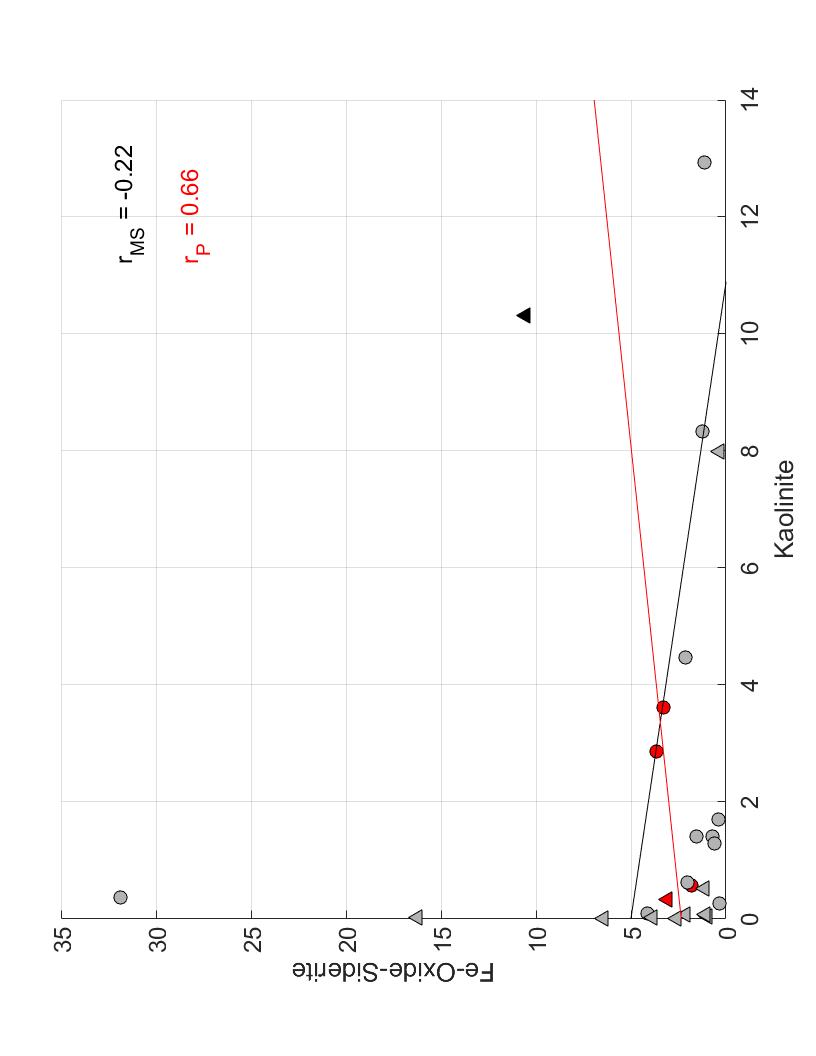 35
30
25
20
15
10
5
0
Fe-Oxide-Siderite
r_MS = -0.22
r_P = 0.66
0 2 4 6 8 10 12 14
Kaolinite